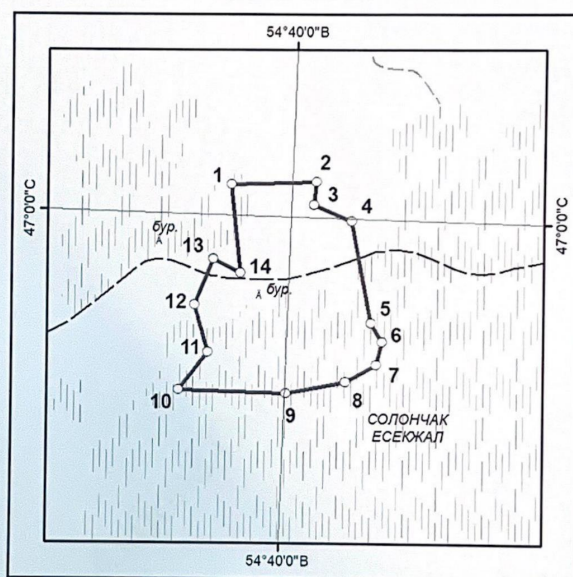 54°40'0"В
47°0'0"С
47°0'0"С
1
2
3
4
бур.
13
14
бур.
12
5
6
11
7
10
8
9
СОЛОНЧАК
ЕСЕКЖАЛ
54°40'0"В